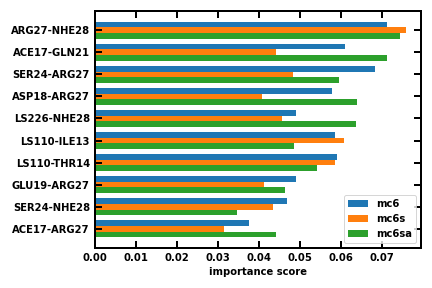 ARG27-NHE28
ACE17-GLN21
SER24-ARG27
ASP18-ARG27
LS226-NHE28
LS110-ILE13
LS110-THR14
GLU19-ARG27
SER24-NHE28
ACE17-ARG27
mc6
mc6s
mc6sa
0.00 0.01 0.02 0.03 0.04 0.05 0.06 0.07
importance score